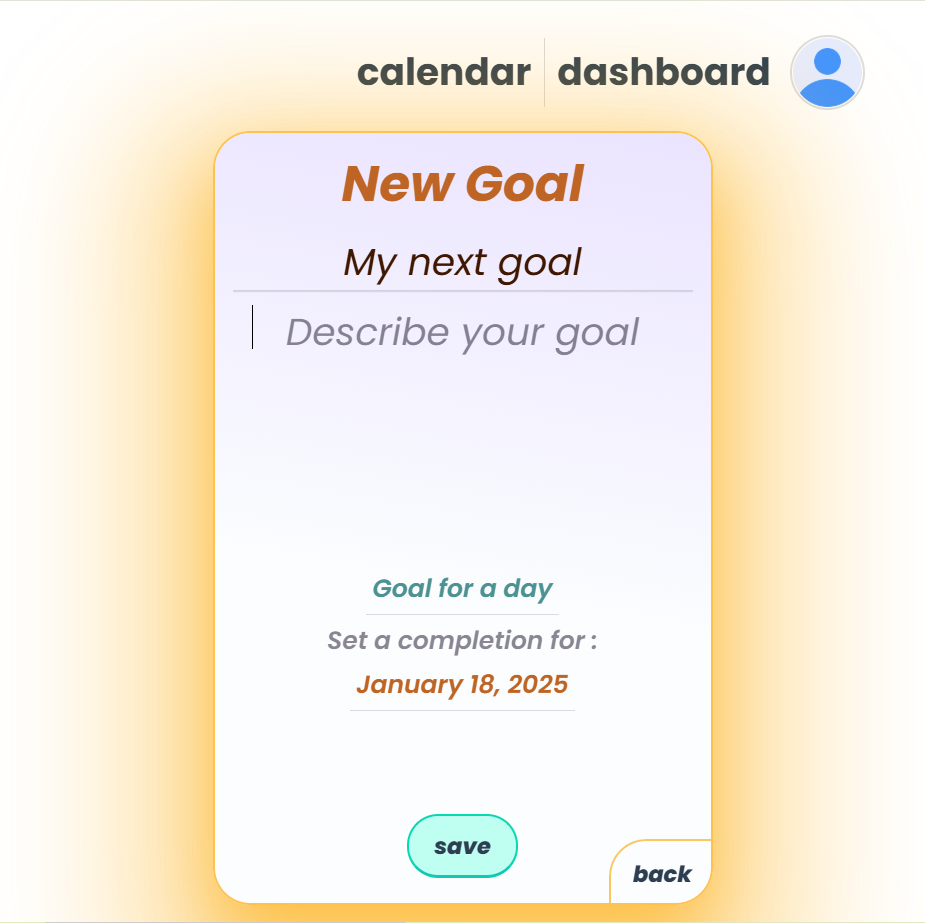 calendar dashboard
New Goal
My next goal
Describe your goal
Goal for a day
Set a completion for :
January 18, 2025
save
back